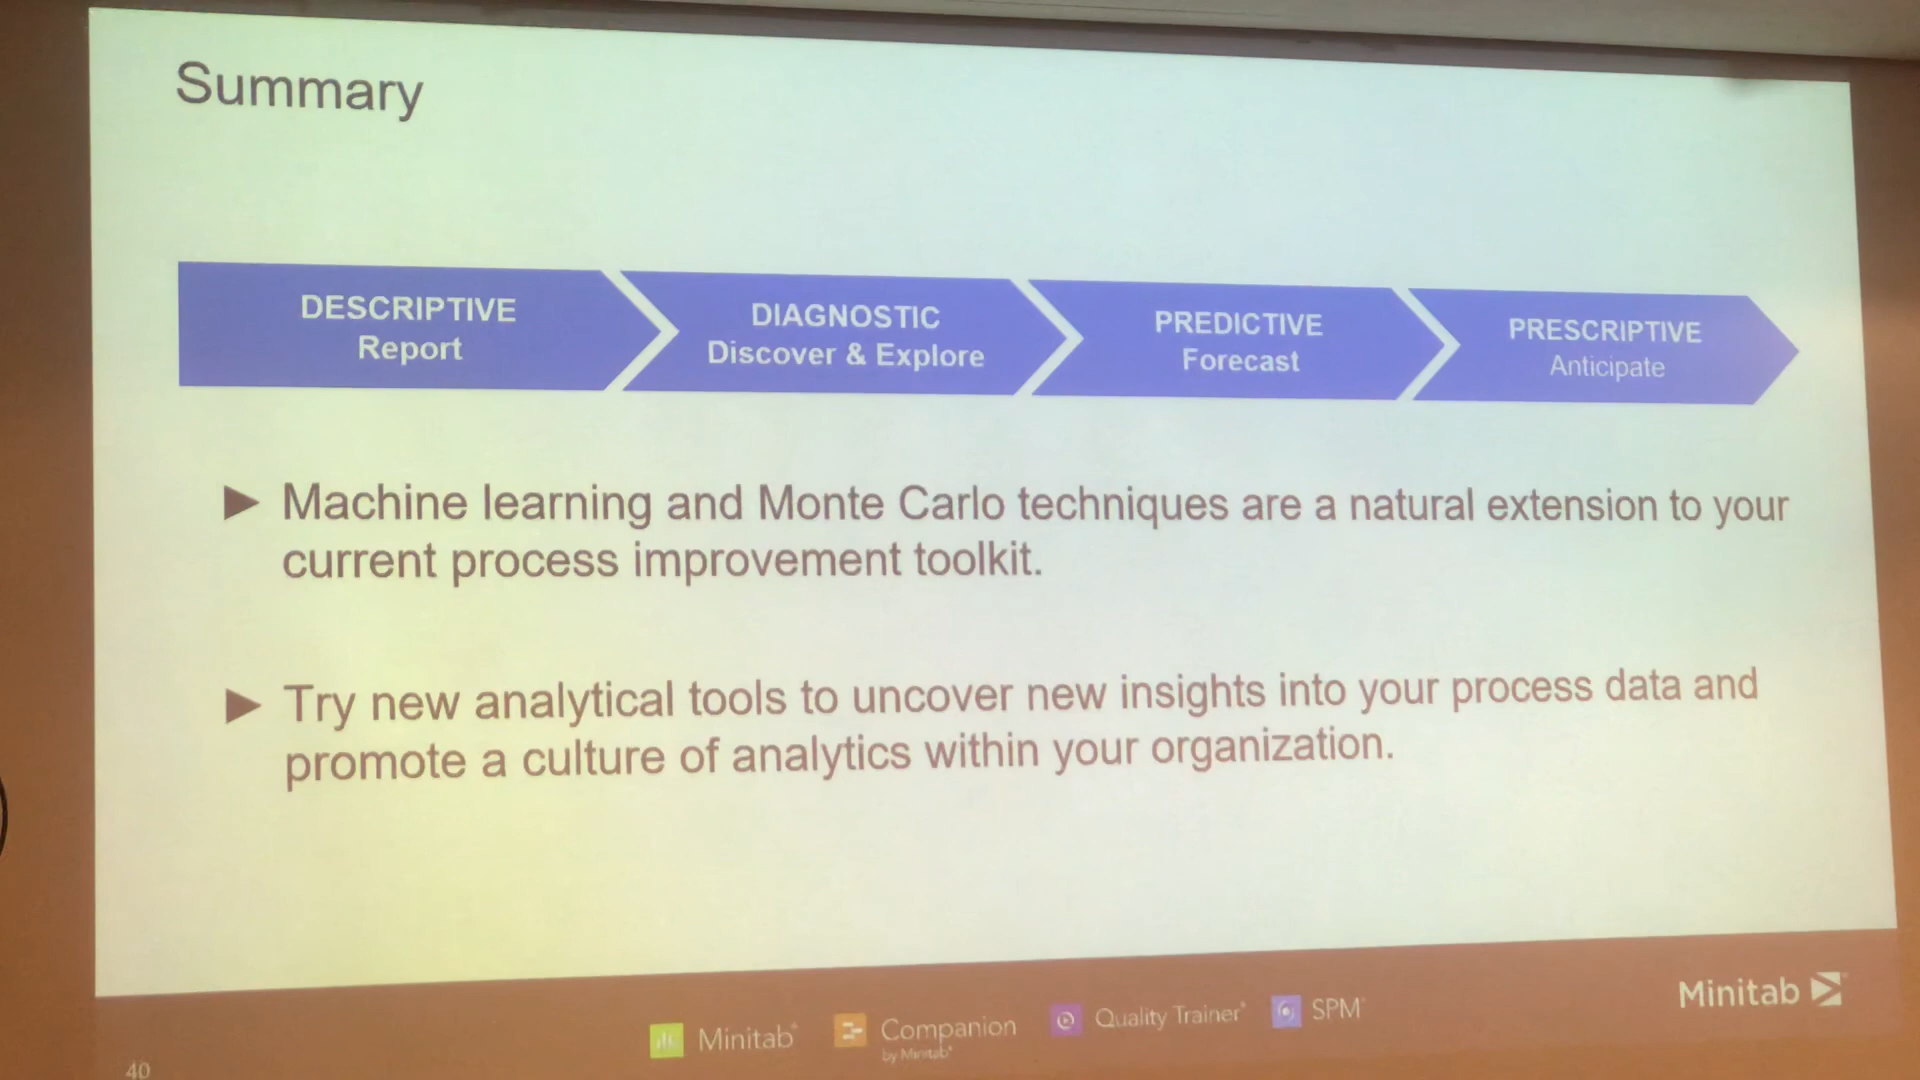 Summary
DESCRIPTIVE
Report
DIAGNOSTIC
Discover & Explore
PREDICTIVE
Forecast
PRESCRIPTIVE
Anticipate
▶ Machine learning and Monte Carlo techniques are a natural extension to your
current process improvement toolkit.
▶ Try new analytical tools to uncover new insights into your process data and
promote a culture of analytics within your organization.
Minitab®
Companion
by Minitab®
Quality Trainer®
SPM®
Minitab
40